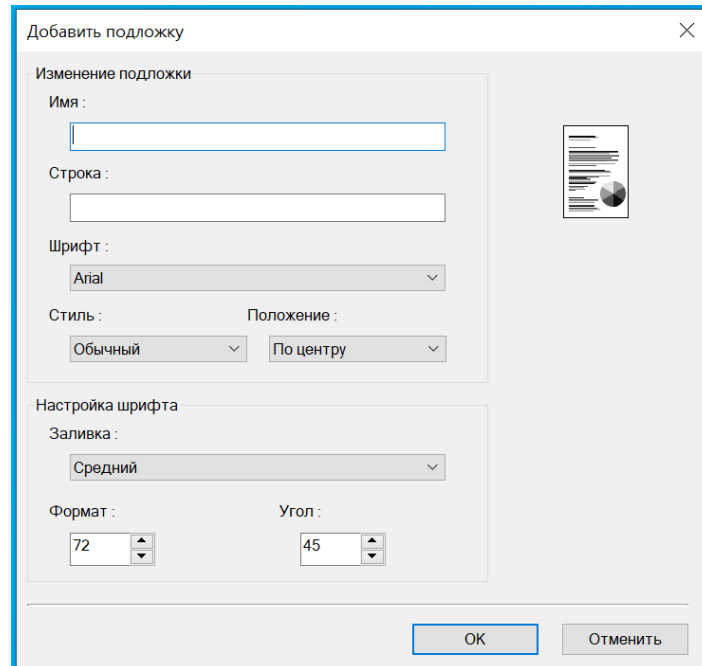 Добавить подложку
Изменение подложки
Имя :
Строка :
Шрифт :
Arial
Стиль : Положение :
Обычный По центру
Настройка шрифта
Заливка :
Средний
Формат : Угол :
72 45
OK Отменить